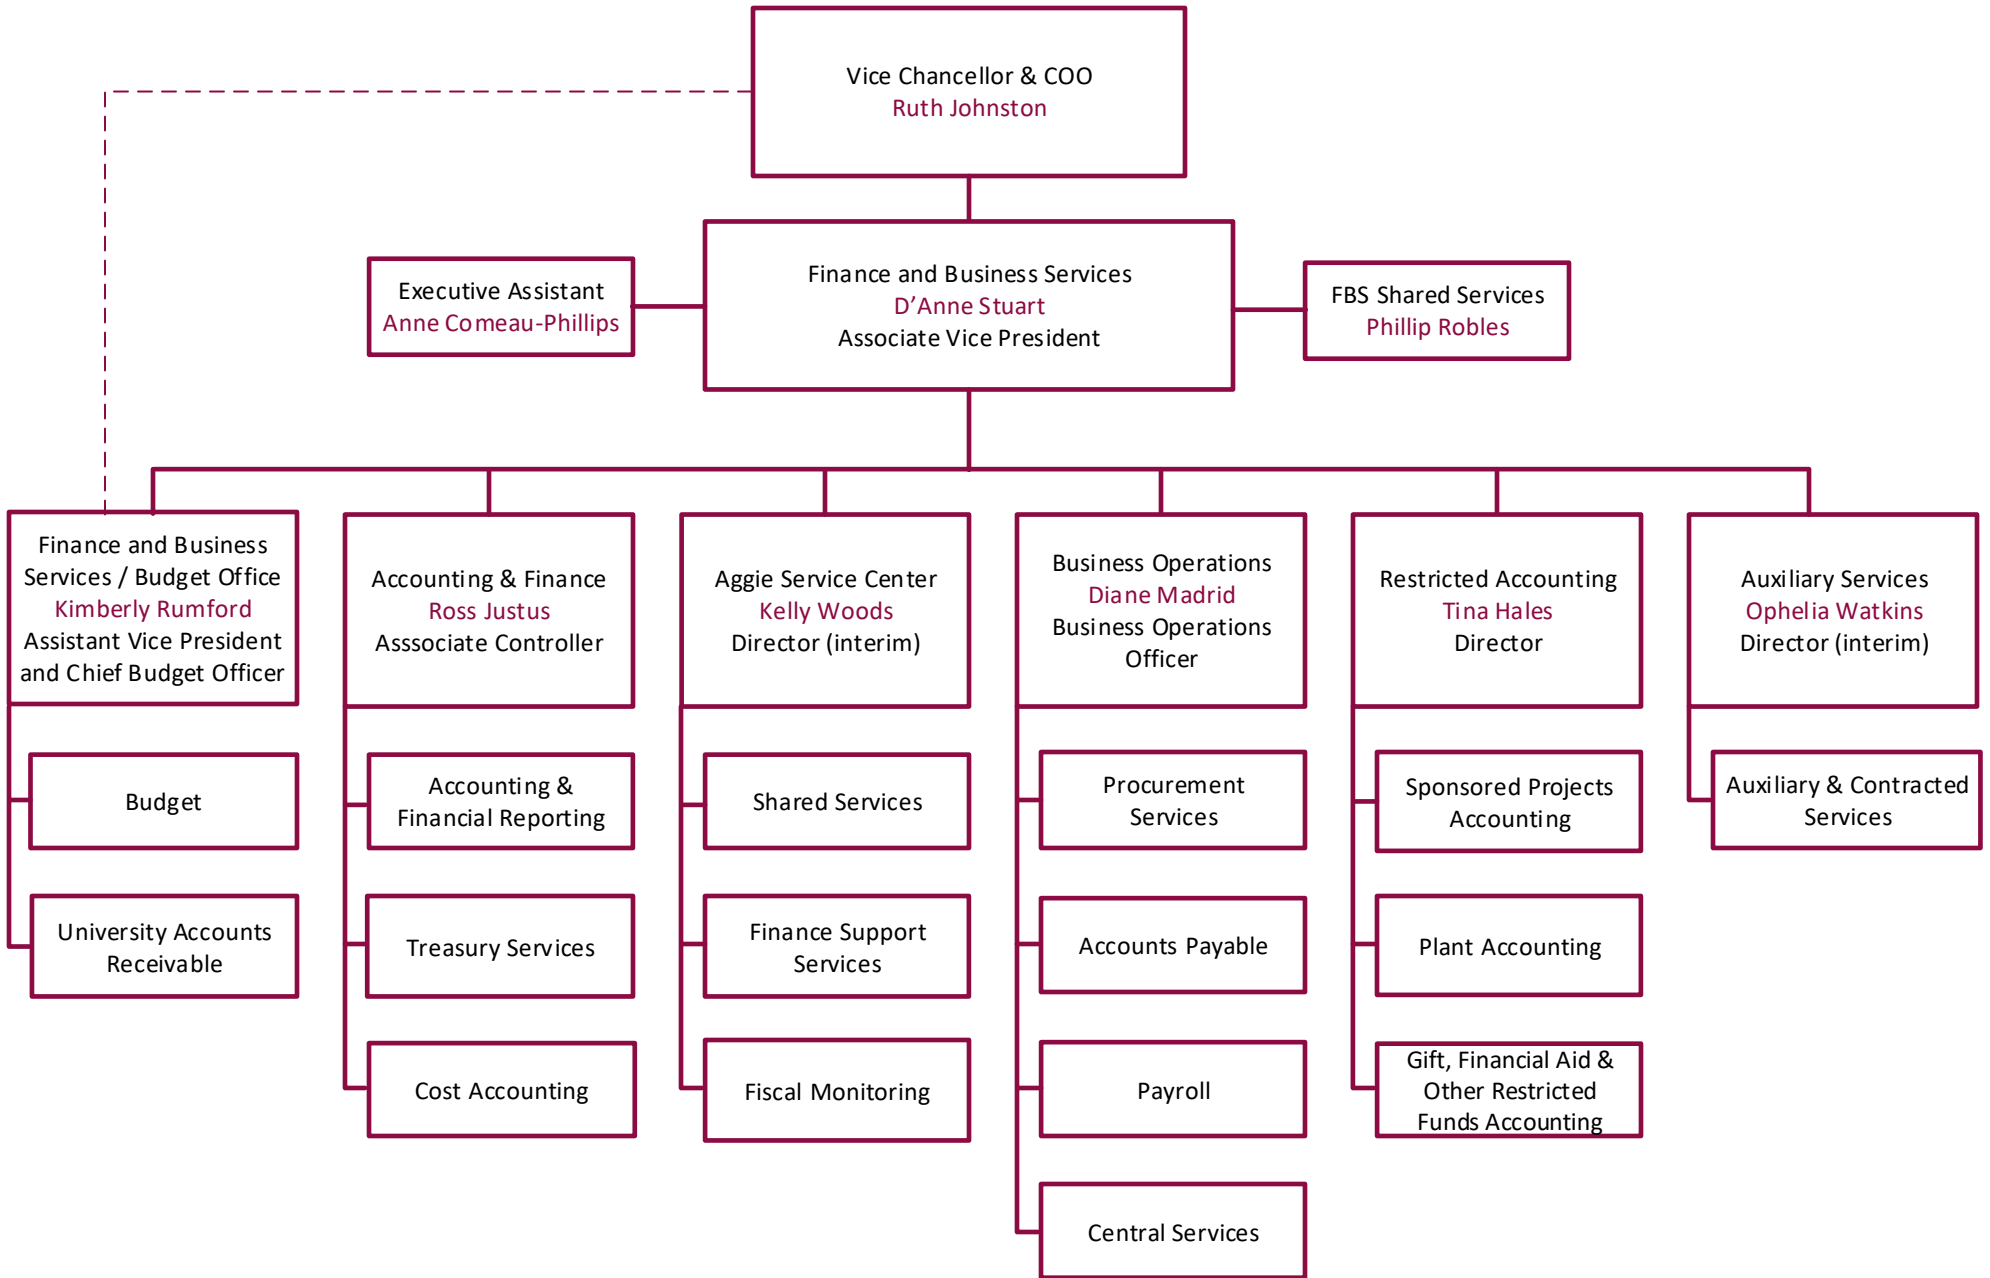 Vice Chancellor & COO
Ruth Johnston
Executive Assistant
Anne Comeau-Phillips
Finance and Business Services
D’Anne Stuart
Associate Vice President
FBS Shared Services
Phillip Robles
Finance and Business
Services / Budget Office
Kimberly Rumford
Assistant Vice President
and Chief Budget Officer
Accounting & Finance
Ross Justus
Asssociate Controller
Aggie Service Center
Kelly Woods
Director (interim)
Business Operations
Diane Madrid
Business Operations
Officer
Restricted Accounting
Tina Hales
Director
Auxiliary Services
Ophelia Watkins
Director (interim)
Budget
Accounting &
Financial Reporting
Shared Services
Procurement
Services
Sponsored Projects
Accounting
Auxiliary & Contracted
Services
University Accounts
Receivable
Treasury Services
Finance Support
Services
Accounts Payable
Plant Accounting
Cost Accounting
Fiscal Monitoring
Payroll
Gift, Financial Aid &
Other Restricted
Funds Accounting
Central Services